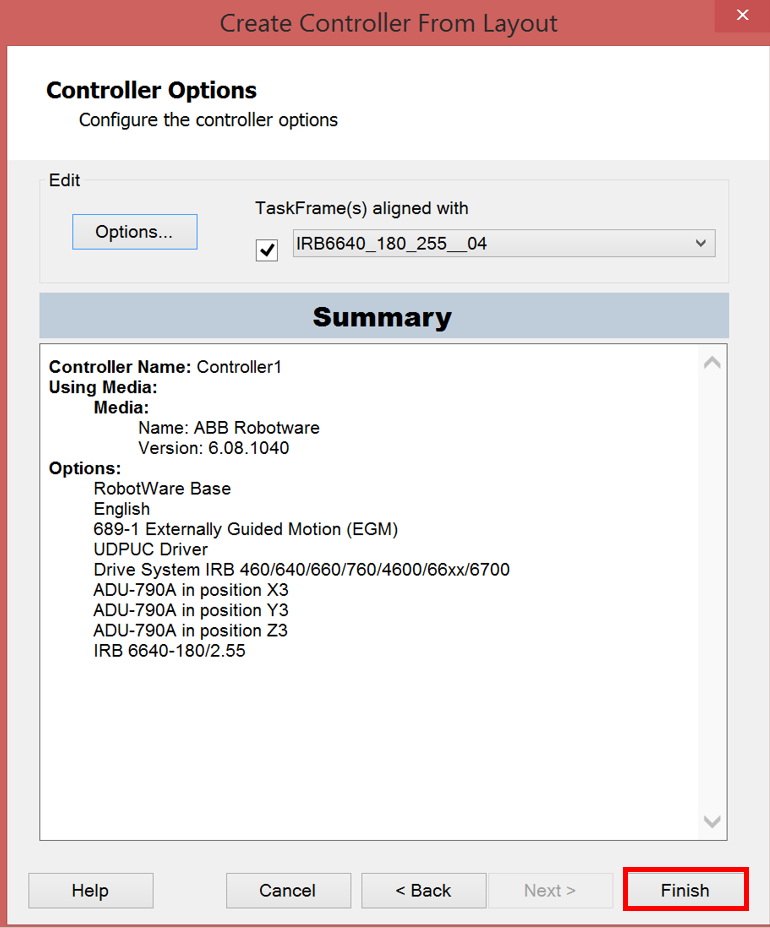 Create Controller From Layout
Controller Options
Configure the controller options
Edit
TaskFrame(s) aligned with
Options...
IRB6640_180_255__04
Summary
Controller Name: Controller1
Using Media:
Media:
Name: ABB Robotware
Version: 6.08.1040
Options:
RobotWare Base
English
689-1 Externally Guided Motion (EGM)
UDPUC Driver
Drive System IRB 460/640/660/760/4600/66xx/6700
ADU-790A in position X3
ADU-790A in position Y3
ADU-790A in position Z3
IRB 6640-180/2.55
Help Cancel < Back Next > Finish